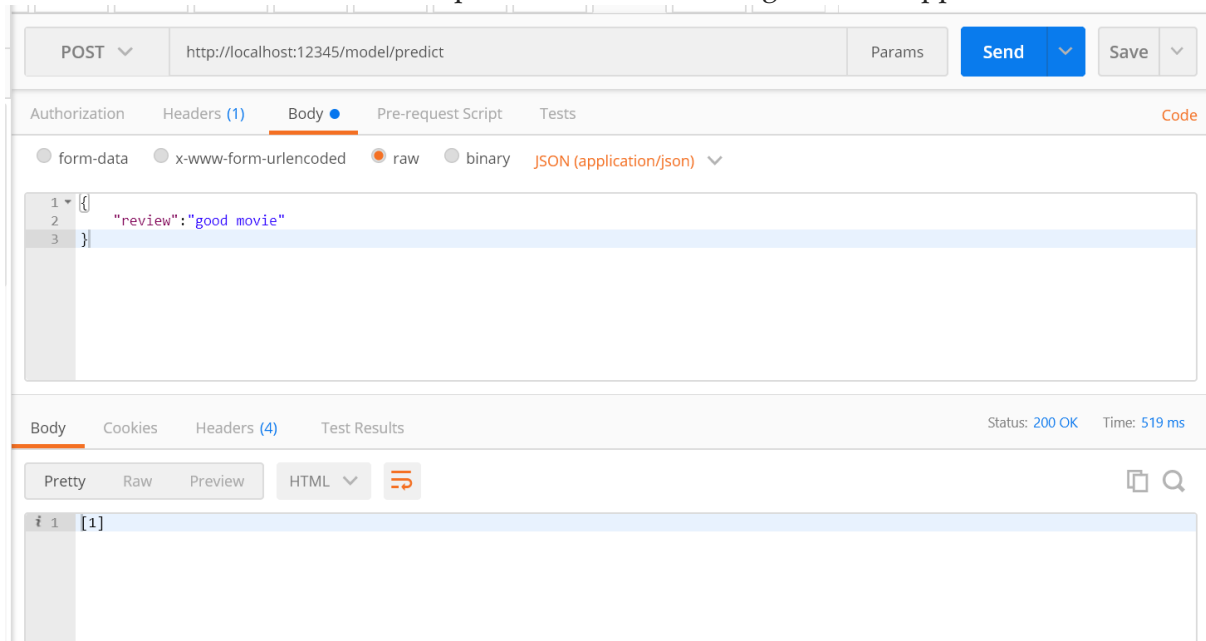 POST http://localhost:12345/model/predict Params Send Save
Authorization Headers (1) Body Pre-request Script Tests Code
form-data x-www-form-urlencoded raw binary JSON (application/json)
1 {
2 "review":"good movie"
3 }
Body Cookies Headers (4) Test Results Status: 200 OK Time: 519 ms
Pretty Raw Preview HTML
i 1 [1]